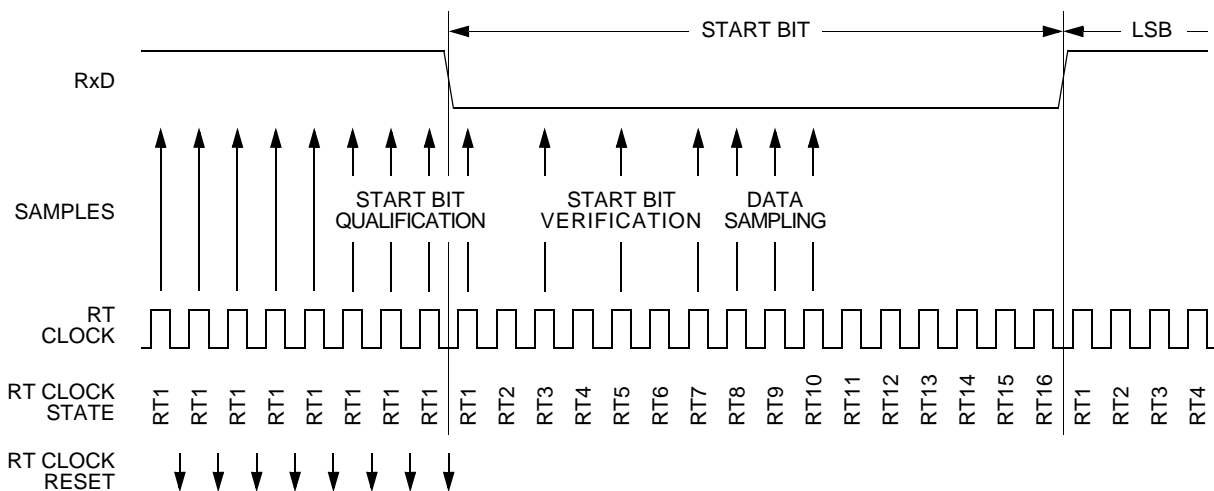 START BIT LSB
RxD
SAMPLES
START BIT
QUALIFICATION
START BIT
VERIFICATION
DATA
SAMPLING
RT
CLOCK
RT CLOCK
STATE
RT1 RT1 RT1 RT1 RT1 RT1 RT1 RT1 RT1 RT2 RT3 RT4 RT5 RT6 RT7 RT8 RT9 RT10 RT11 RT12 RT13 RT14 RT15 RT16 RT1 RT2 RT3 RT4
RT CLOCK
RESET